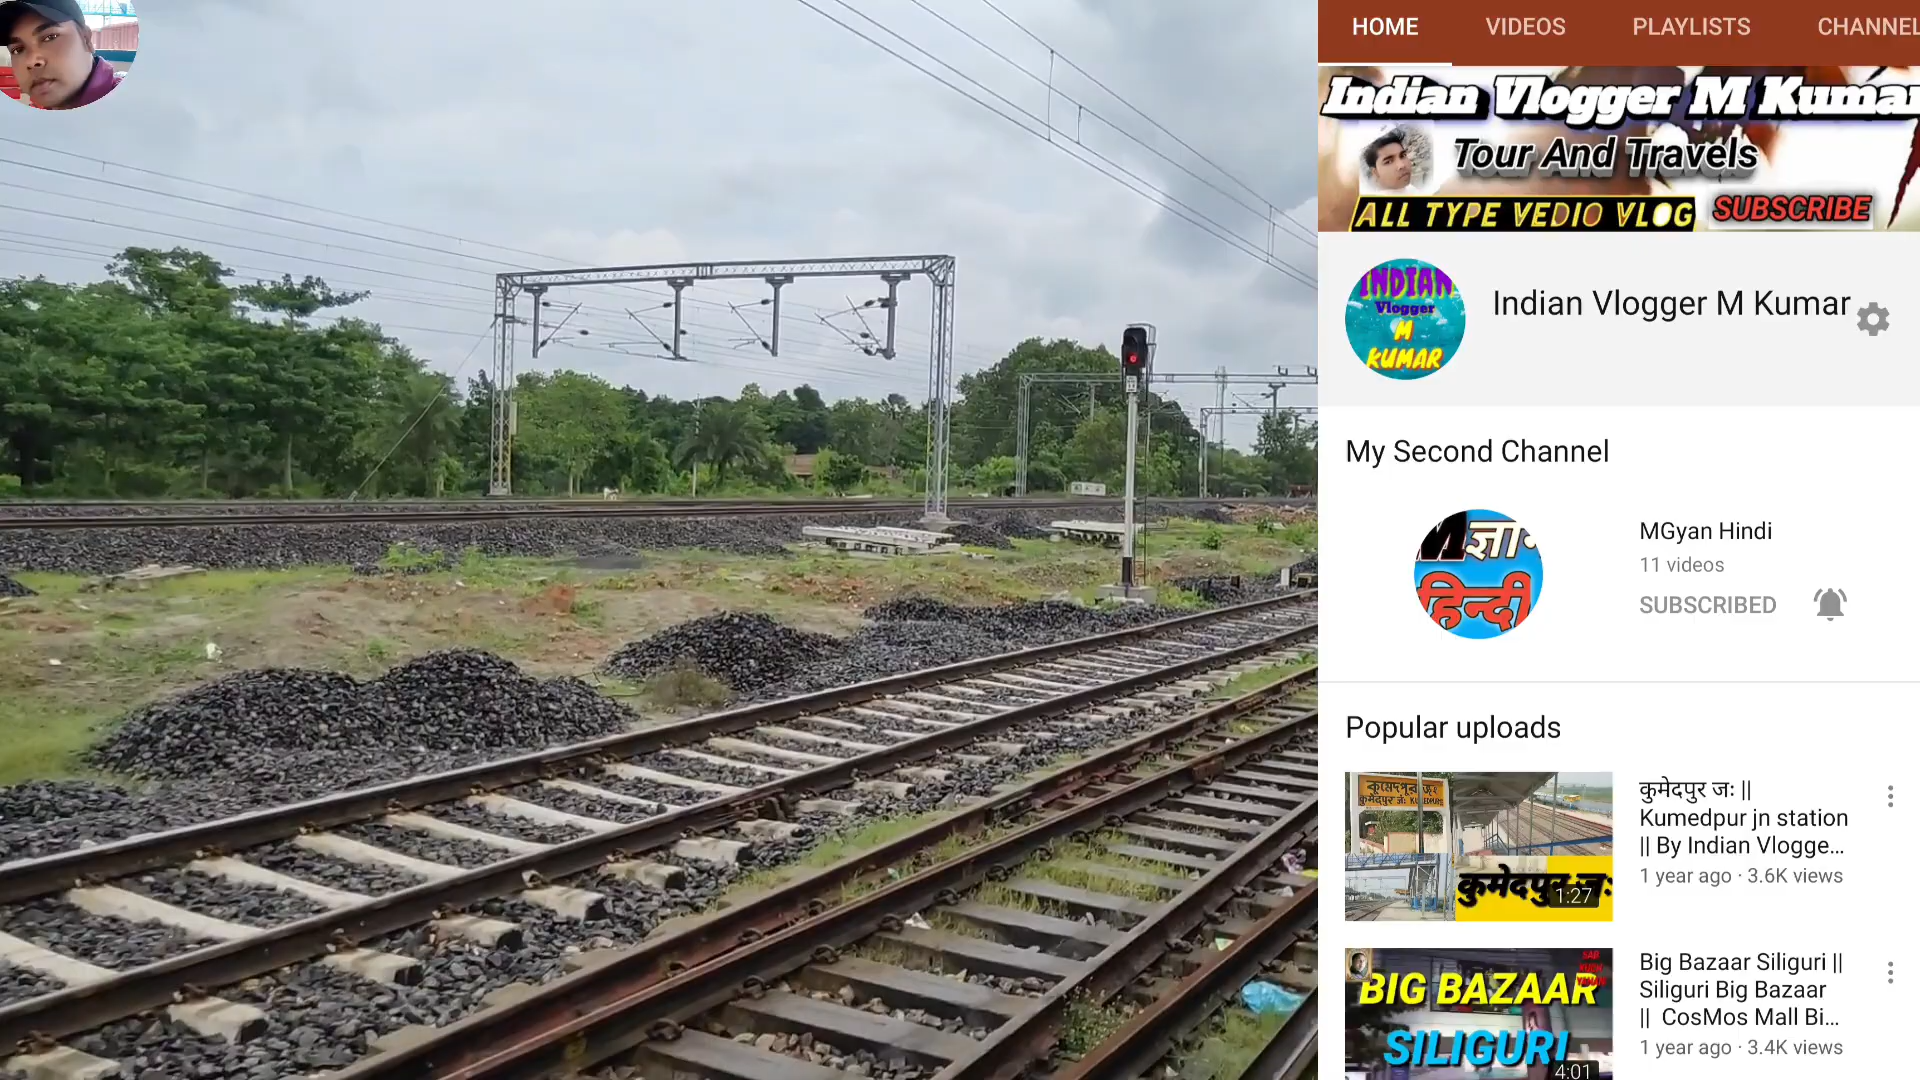 HOME VIDEOS PLAYLISTS CHANNEL
Indian Vlogger M Kumar
Tour And Travels
ALL TYPE VEDIO VLOG SUBSCRIBE
INDIAN
Vlogger
M
KUMAR
Indian Vlogger M Kumar
My Second Channel
Mज्ञा
हिन्दी
MGyan Hindi
11 videos
SUBSCRIBED
Popular uploads
कुमेदपुर जः
1:27
कुमेदपुर जः ||
Kumedpur jn station
|| By Indian Vlogge...
1 year ago · 3.6K views
BIG BAZAAR
SILIGURI
4:01
Big Bazaar Siliguri ||
Siliguri Big Bazaar
|| CosMos Mall Bi...
1 year ago · 3.4K views